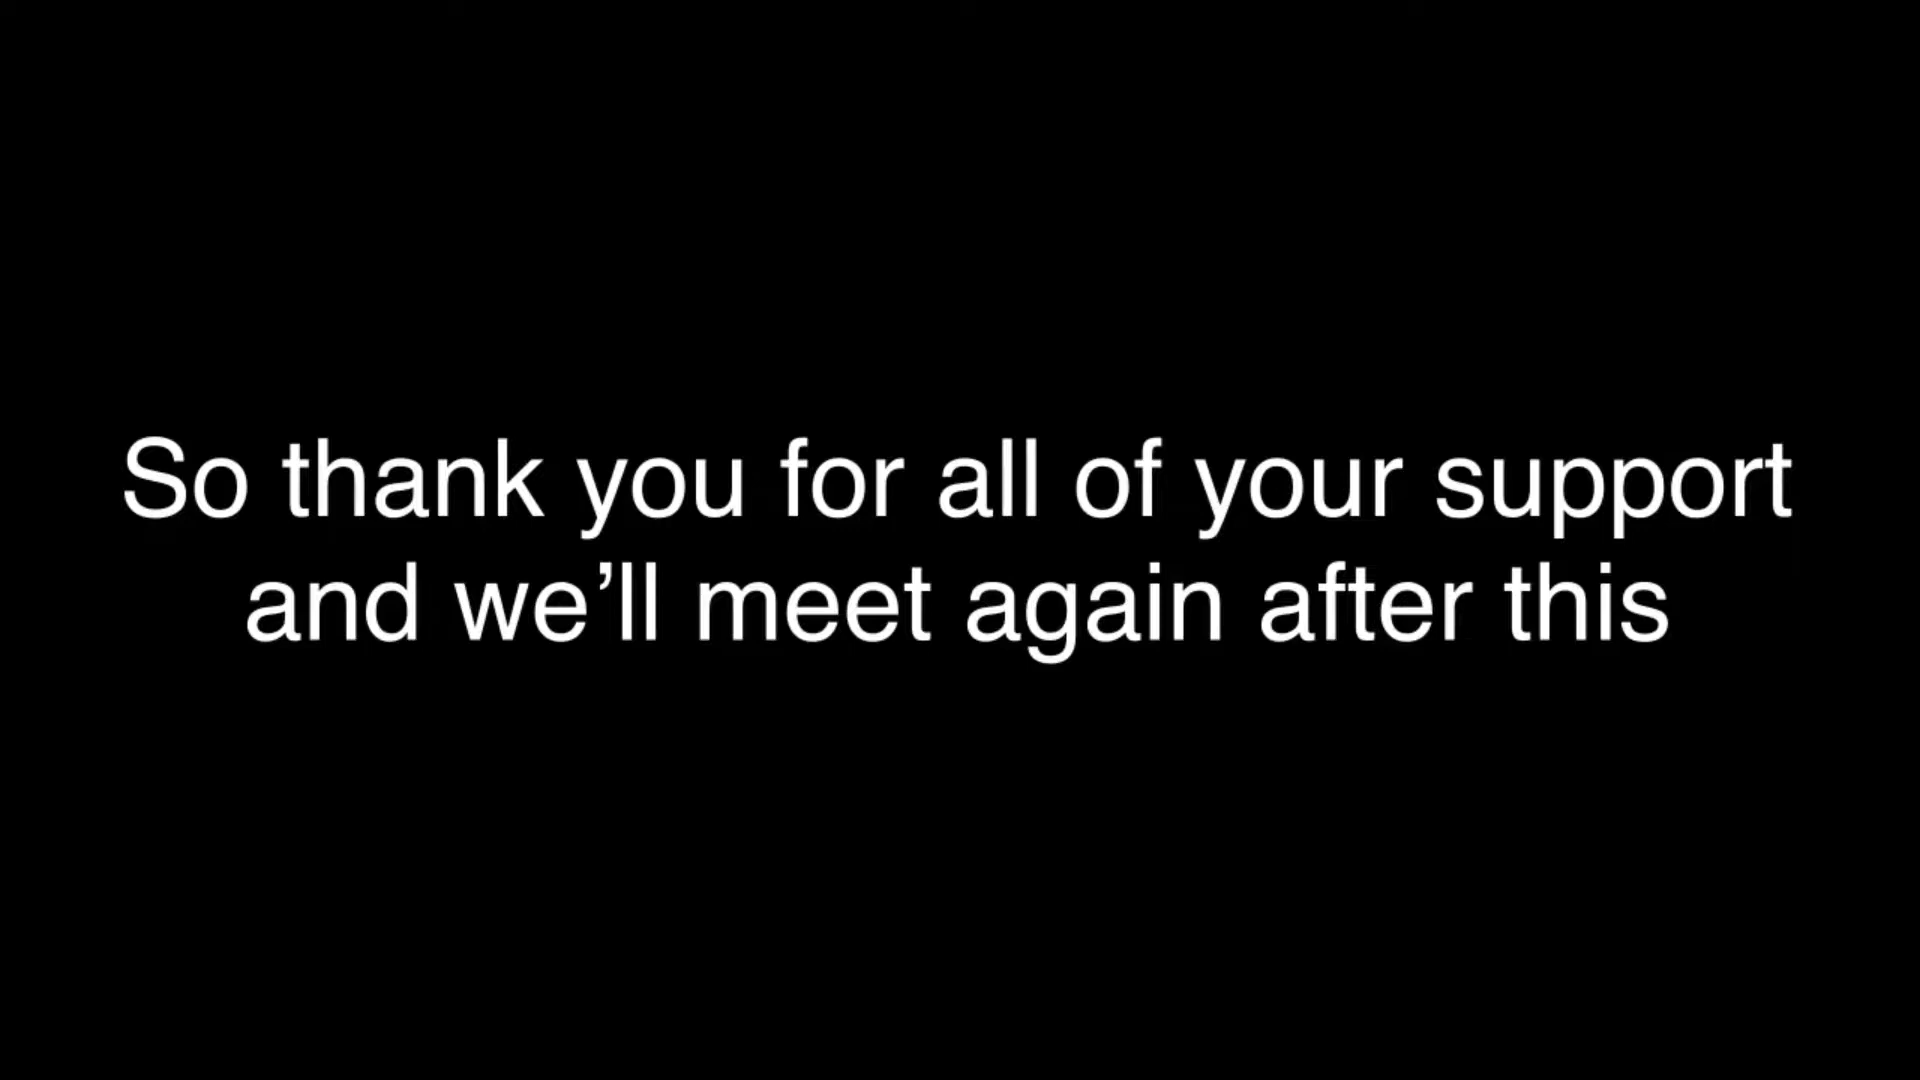 So thank you for all of your support
and we’ll meet again after this